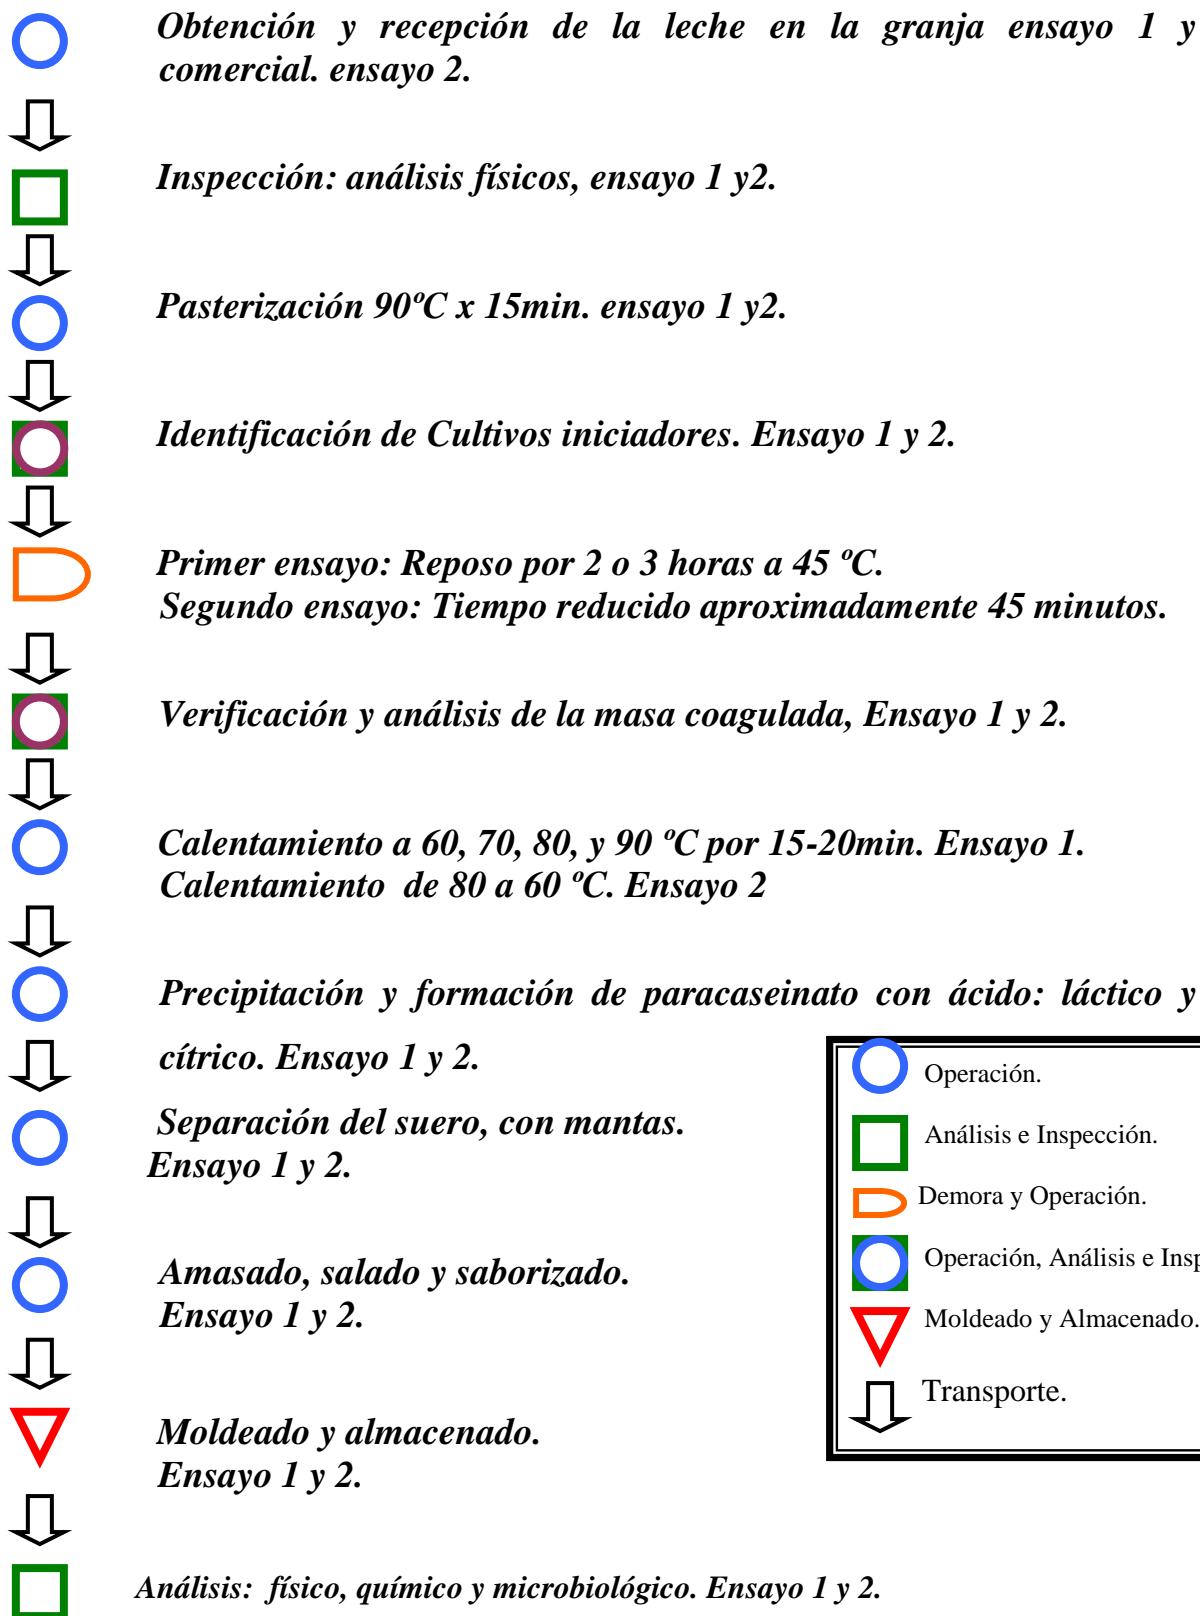 Obtención y recepción de la leche en la granja ensayo 1 y
comercial. ensayo 2.
Inspección: análisis físicos, ensayo 1 y2.
Pasterización 90ºC x 15min. ensayo 1 y2.
Identificación de Cultivos iniciadores. Ensayo 1 y 2.
Primer ensayo: Reposo por 2 o 3 horas a 45 ºC.
Segundo ensayo: Tiempo reducido aproximadamente 45 minutos.
Verificación y análisis de la masa coagulada, Ensayo 1 y 2.
Calentamiento a 60, 70, 80, y 90 ºC por 15-20min. Ensayo 1.
Calentamiento de 80 a 60 ºC. Ensayo 2
Precipitación y formación de paracaseinato con ácido: láctico y
cítrico. Ensayo 1 y 2.
Separación del suero, con mantas.
Ensayo 1 y 2.
Amasado, salado y saborizado.
Ensayo 1 y 2.
Moldeado y almacenado.
Ensayo 1 y 2.
Análisis: físico, químico y microbiológico. Ensayo 1 y 2.
Operación.
Análisis e Inspección.
Demora y Operación.
Operación, Análisis e Insp
Moldeado y Almacenado.
Transporte.